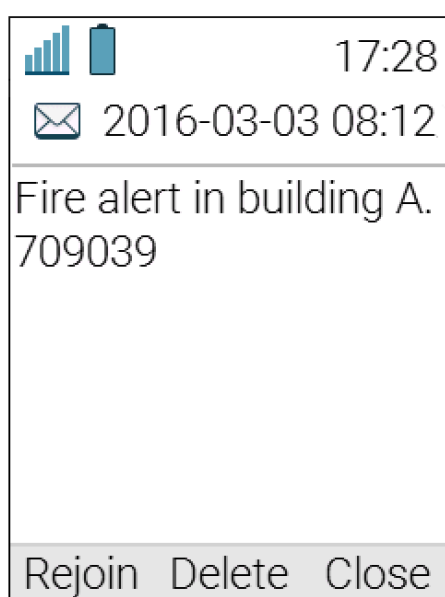 17:28
2016-03-03 08:12
Fire alert in building A.
709039
Rejoin Delete Close